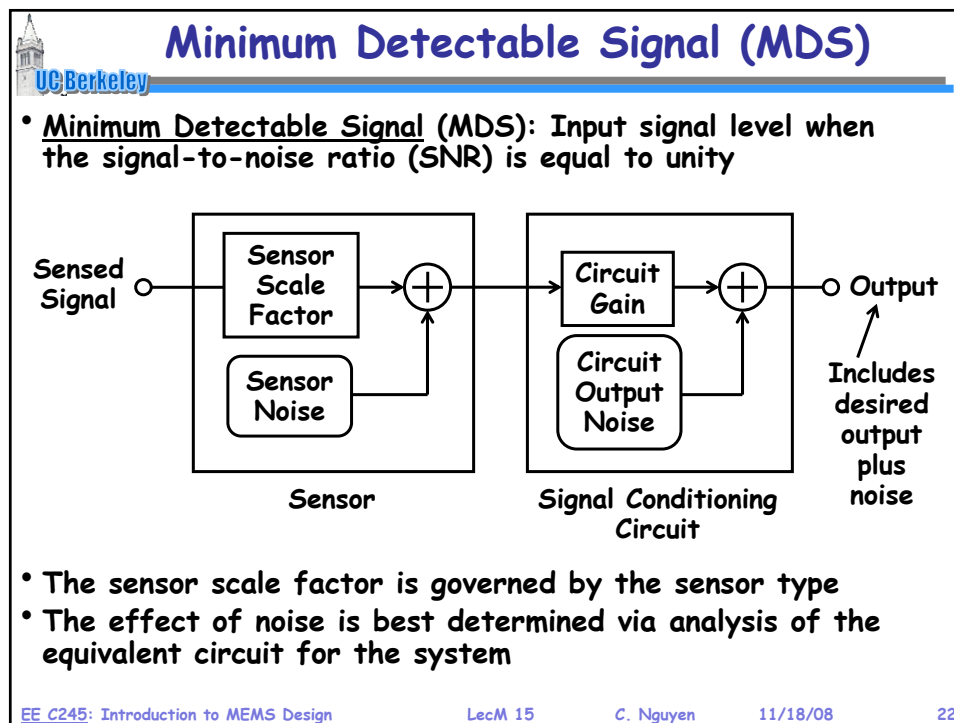 Minimum Detectable Signal (MDS)
UC Berkeley
• Minimum Detectable Signal (MDS): Input signal level when
the signal-to-noise ratio (SNR) is equal to unity
Sensed
Signal
Sensor
Scale
Factor
Sensor
Noise
Sensor
Circuit
Gain
Circuit
Output
Noise
Signal Conditioning
Circuit
Output
Includes
desired
output
plus
noise
• The sensor scale factor is governed by the sensor type
• The effect of noise is best determined via analysis of the
equivalent circuit for the system
EE C245: Introduction to MEMS Design LecM 15 C. Nguyen 11/18/08 22